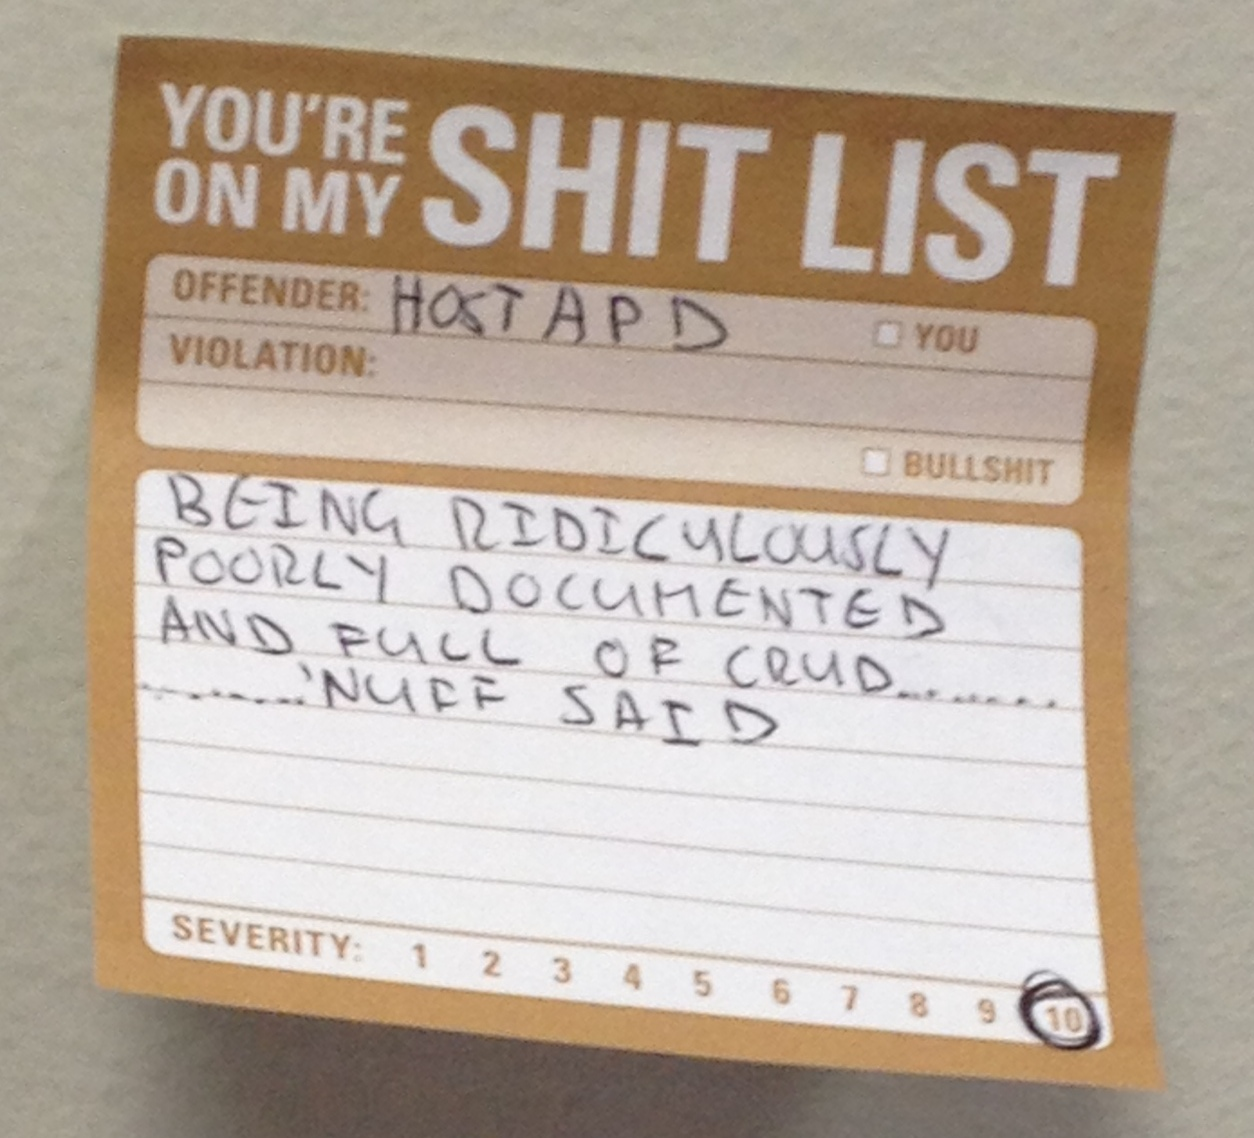 YOU'RE
ON MY SHIT LIST
OFFENDER: HOSTAPD YOU
VIOLATION:
BULLSHIT
BEING RIDICULOUSLY
POORLY DOCUMENTED
AND FULL OF CRUD........
........'NUFF SAID
SEVERITY: 1 2 3 4 5 6 7 8 9 10